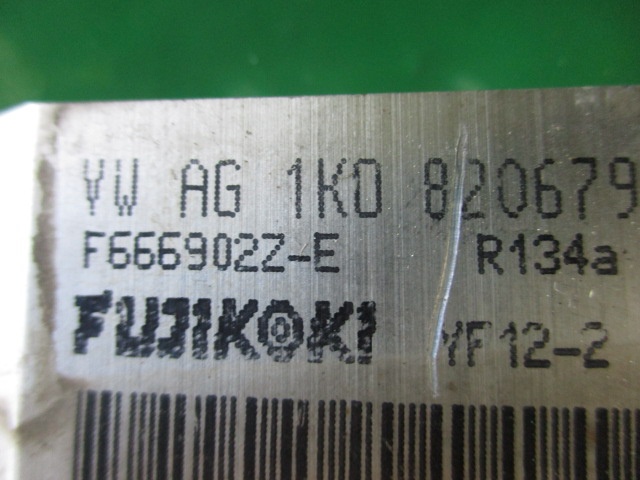 VW AG 1K0 820679
F666902Z-E R134a
FUJIKOKI YF12-2